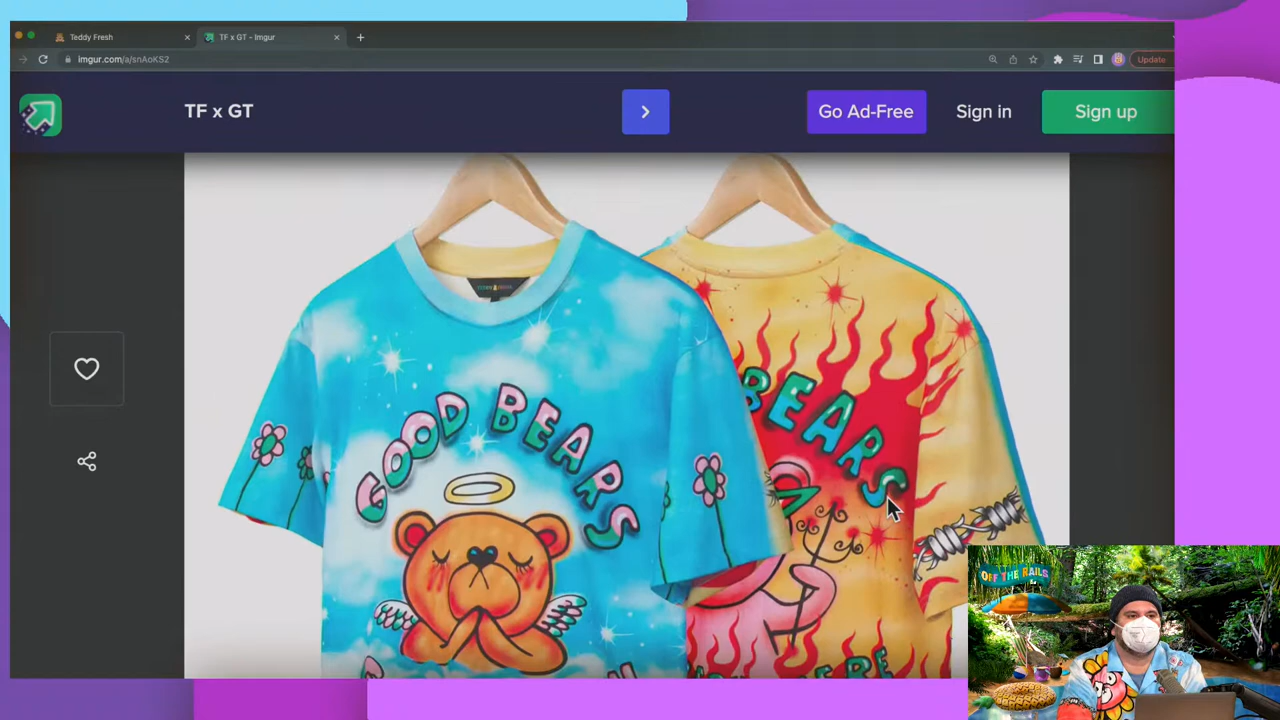 Teddy Fresh
TF x GT - Imgur
imgur.com/a/snAoKS2
Update
TF x GT
Go Ad-Free
Sign in
Sign up
GOOD BEARS
BEARS
OFF THE RAILS